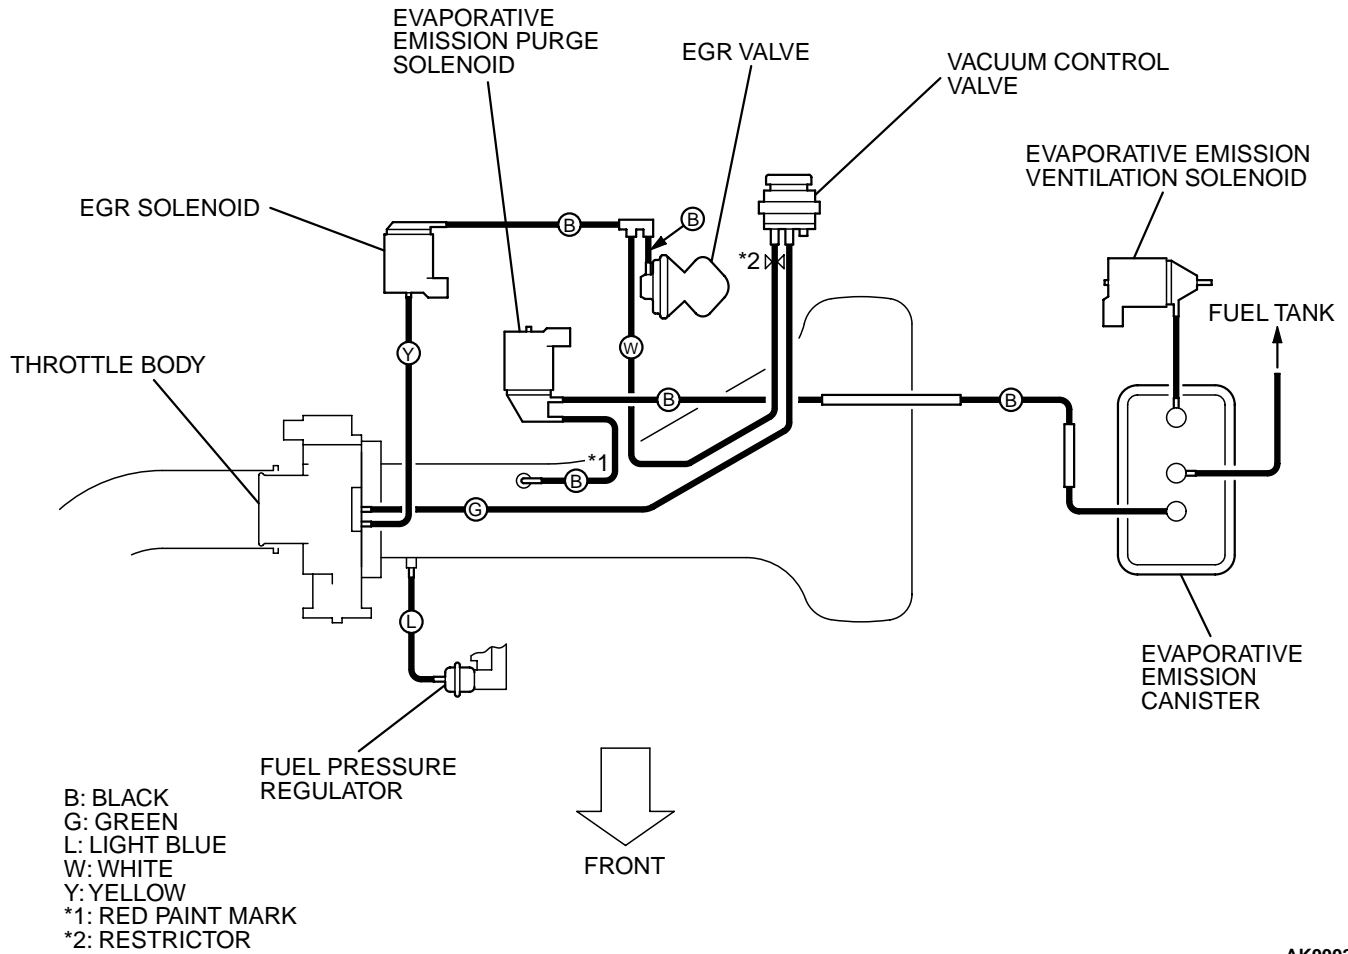 EVAPORATIVE
EMISSION PURGE
SOLENOID
EGR VALVE
VACUUM CONTROL
VALVE
EVAPORATIVE EMISSION
VENTILATION SOLENOID
EGR SOLENOID
B
B
*2
FUEL TANK
THROTTLE BODY
Y
W
B
B
*1
B
G
L
EVAPORATIVE
EMISSION
CANISTER
FUEL PRESSURE
REGULATOR
FRONT
B: BLACK
G: GREEN
L: LIGHT BLUE
W: WHITE
Y: YELLOW
*1: RED PAINT MARK
*2: RESTRICTOR